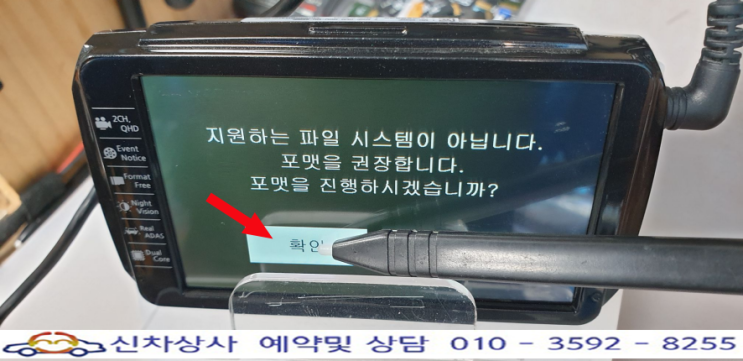 2CH,
QHD
Event
Notice
Format
Free
Night
Vision
Real
ADAS
Dual
Core
지원하는 파일 시스템이 아닙니다.
포맷을 권장합니다.
포맷을 진행하시겠습니까?
확인
신차상사 예약및 상담 010 - 3592 - 8255